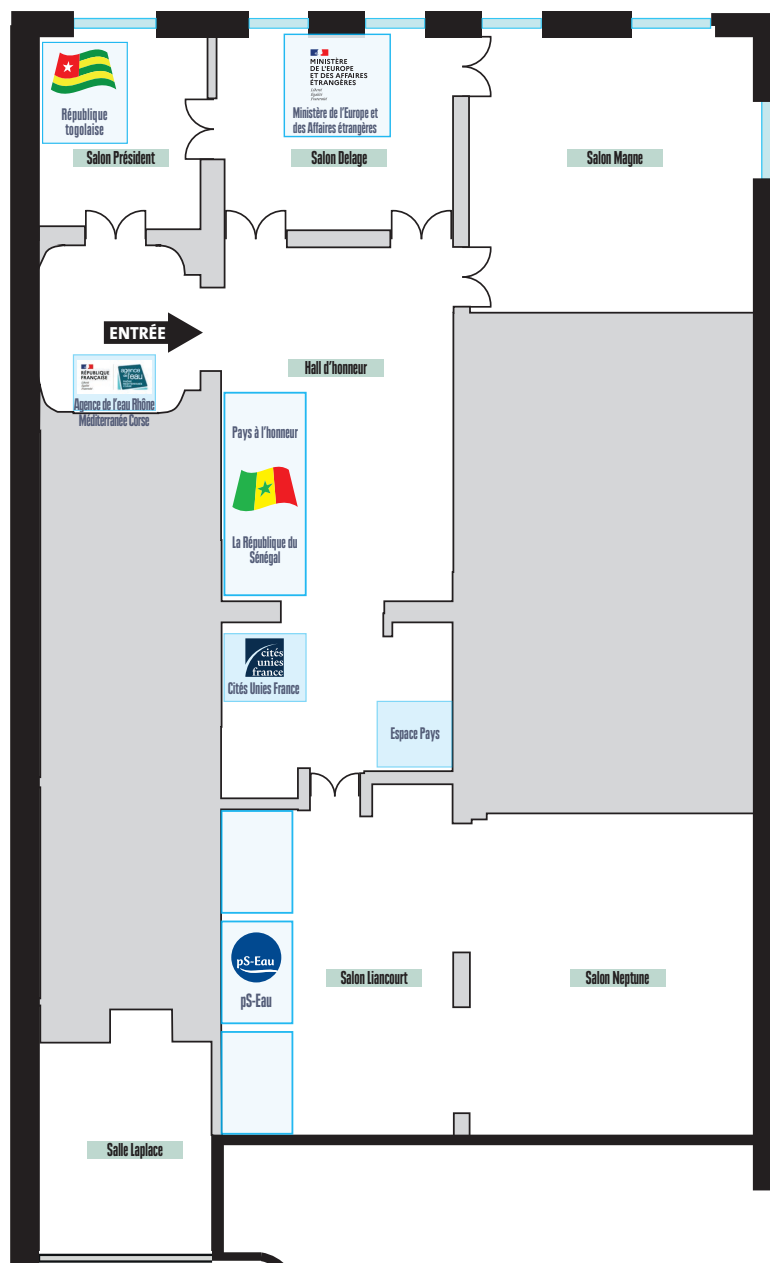 MINISTÈRE
DE L'EUROPE
ET DES AFFAIRES
ÉTRANGÈRES
Liberté
Égalité
Fraternité
République
togolaise
Ministère de l'Europe et
des Affaires étrangères
Salon Président
Salon Delage
Salon Magne
ENTRÉE
Hall d'honneur
RÉPUBLIQUE
FRANÇAISE
agence
de l'eau
Agence de l'eau Rhône
Méditerranée Corse
Pays à l'honneur
La République du
Sénégal
cités
unies
france
Cités Unies France
Espace Pays
pS-Eau
pS-Eau
Salon Liancourt
Salon Neptune
Salle Laplace